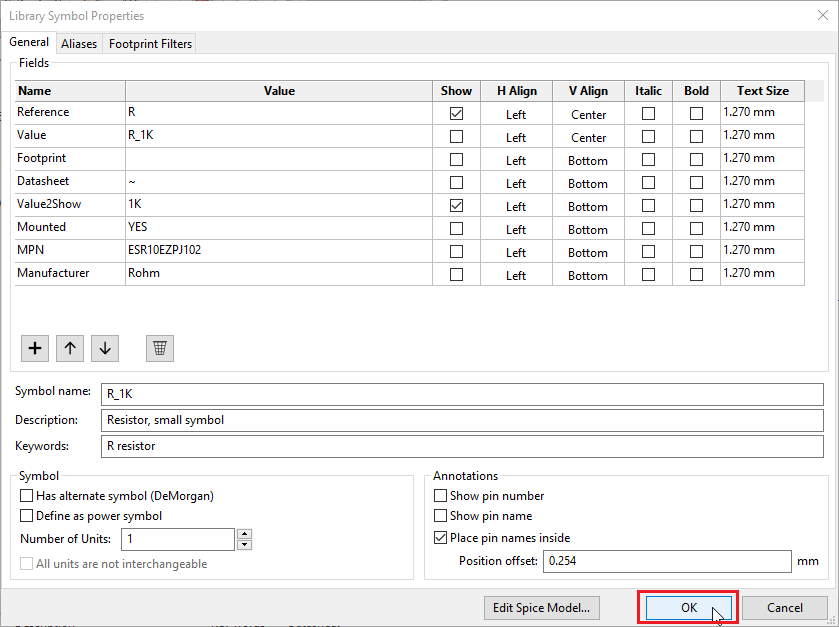 Library Symbol Properties
General Aliases Footprint Filters
Fields
Name Value Show H Align V Align Italic Bold Text Size
Reference R Left Center 1.270 mm
Value R_1K Left Center 1.270 mm
Footprint Left Bottom 1.270 mm
Datasheet ~ Left Bottom 1.270 mm
Value2Show 1K Left Bottom 1.270 mm
Mounted YES Left Bottom 1.270 mm
MPN ESR10EZPJ102 Left Bottom 1.270 mm
Manufacturer Rohm Left Bottom 1.270 mm
Symbol name: R_1K
Description: Resistor, small symbol
Keywords: R resistor
Symbol Annotations
Has alternate symbol (DeMorgan) Show pin number
Define as power symbol Show pin name
Number of Units: 1 Place pin names inside
All units are not interchangeable Position offset: 0.254 mm
Edit Spice Model... OK Cancel